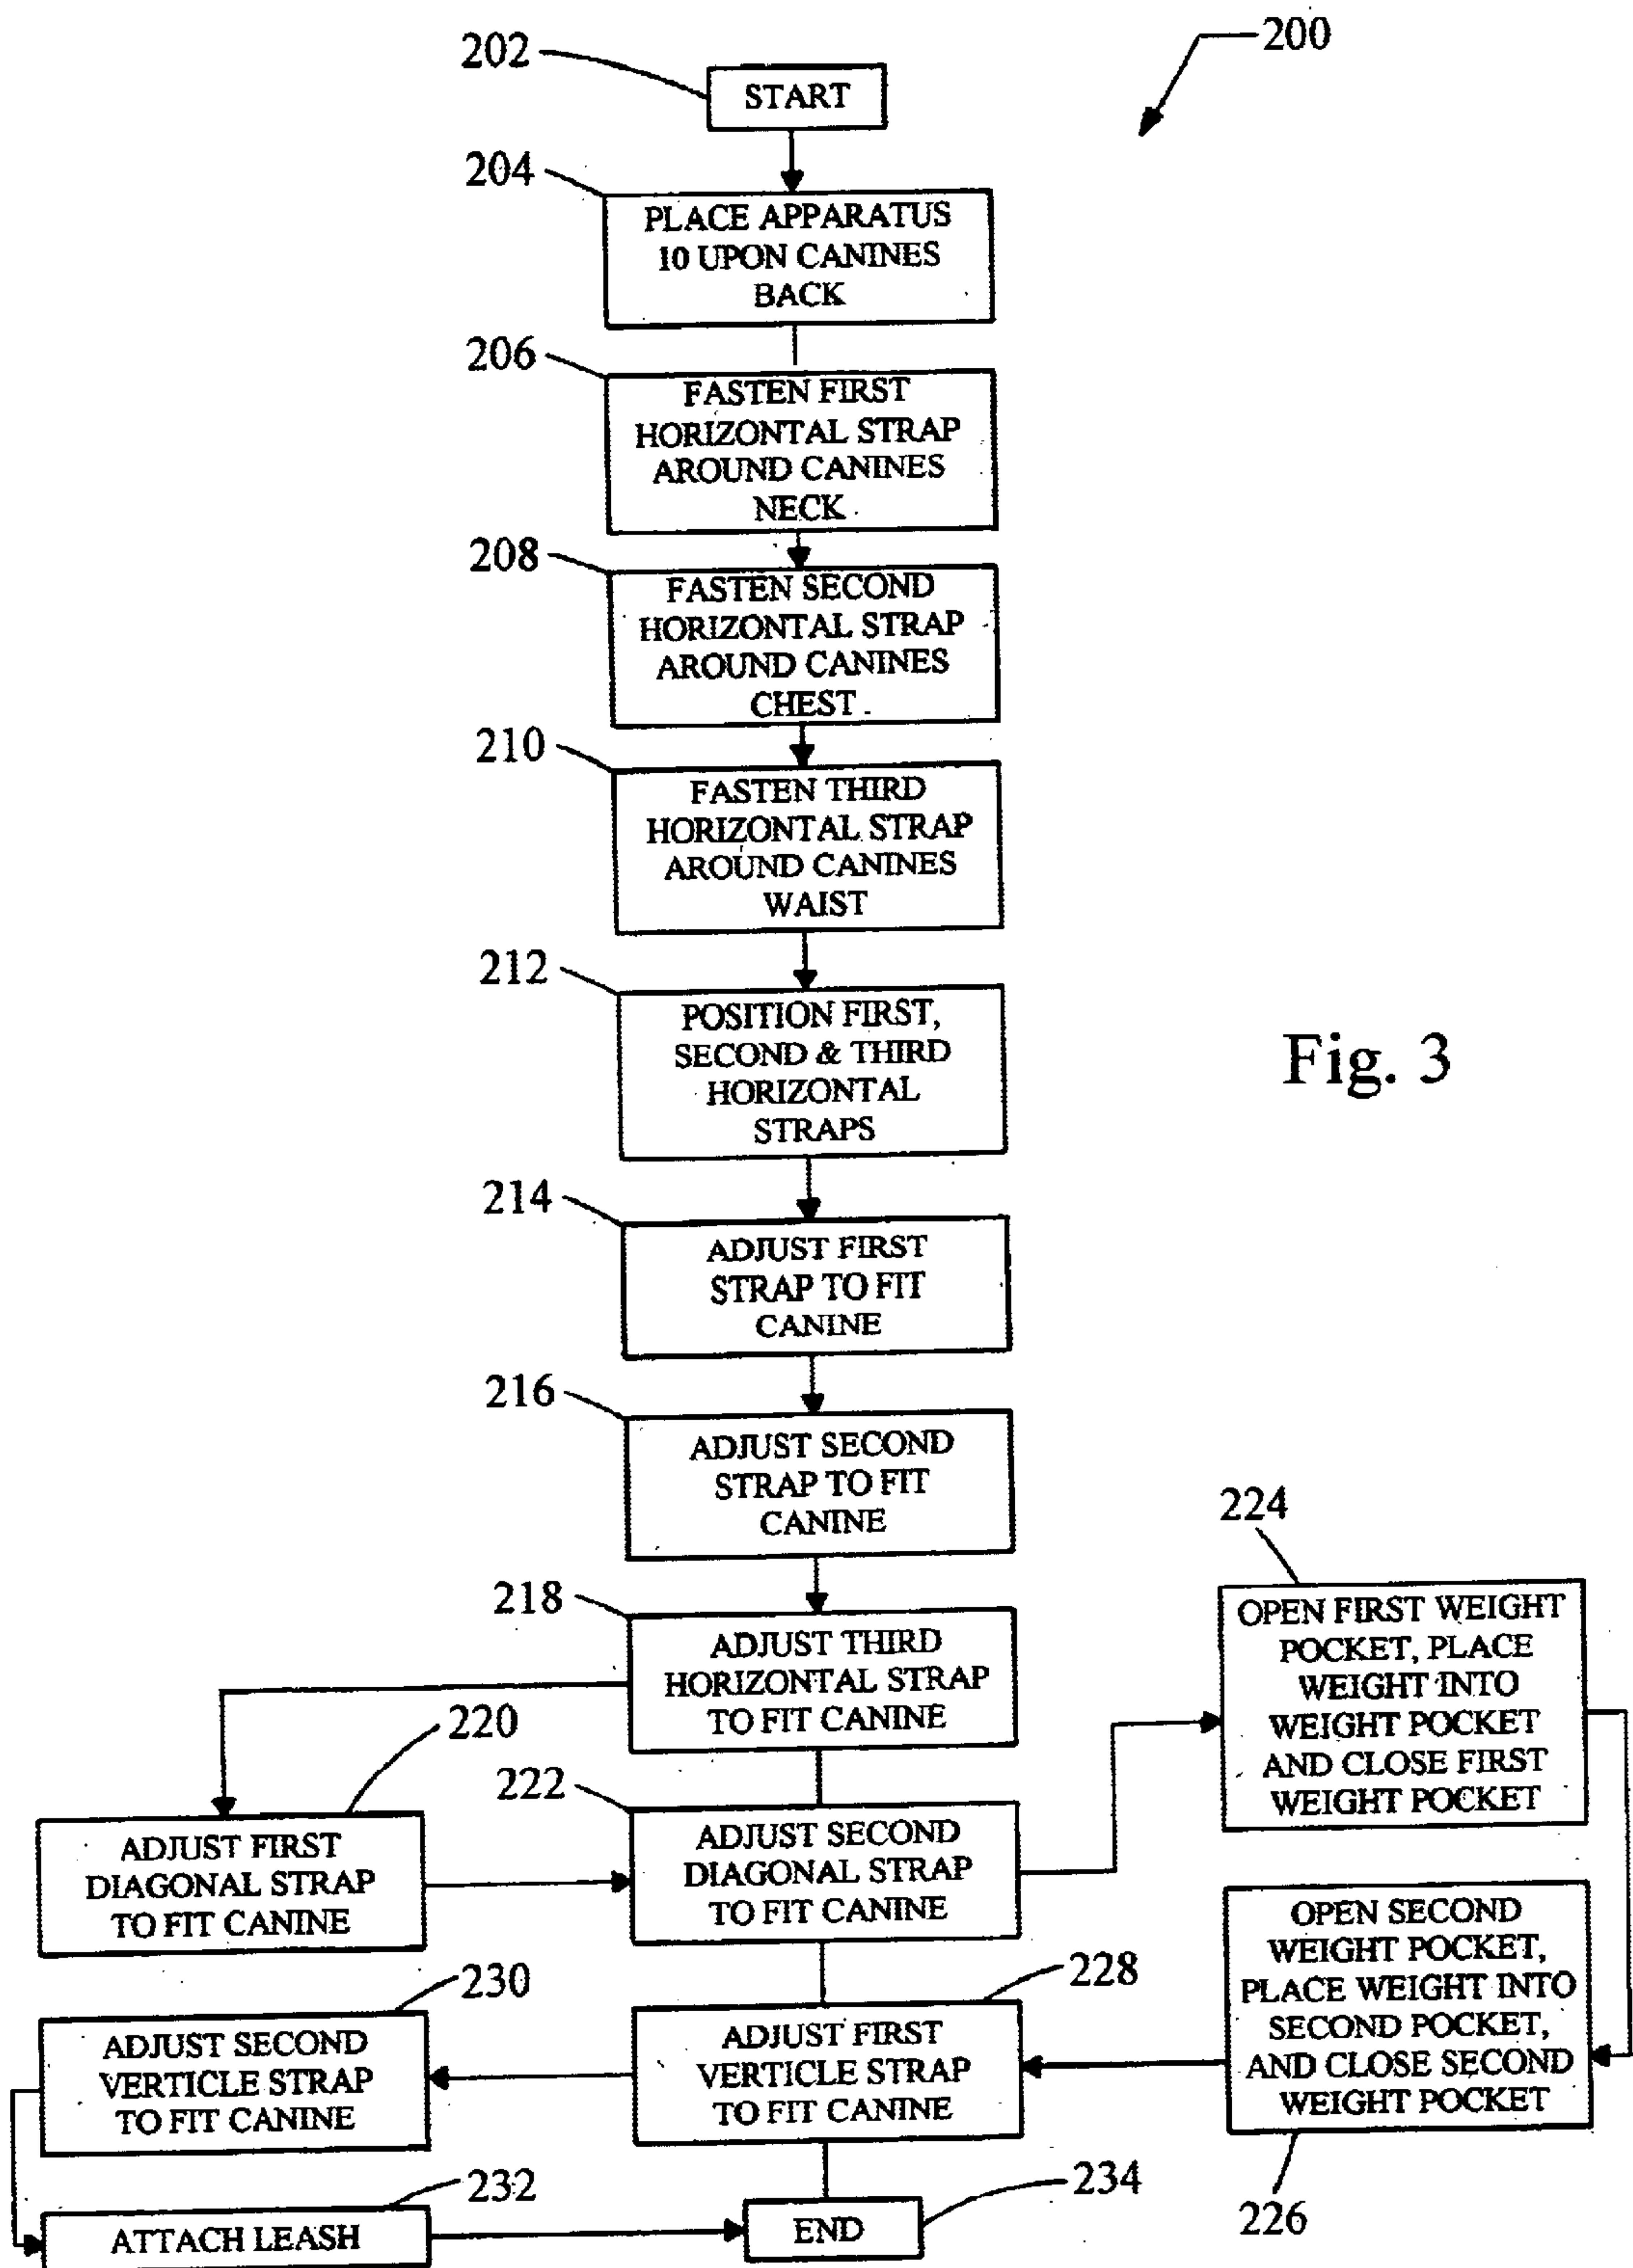 200
202
START
204
PLACE APPARATUS
10 UPON CANINES
BACK
206
FASTEN FIRST
HORIZONTAL STRAP
AROUND CANINES
NECK
208
FASTEN SECOND
HORIZONTAL STRAP
AROUND CANINES
CHEST
210
FASTEN THIRD
HORIZONTAL STRAP
AROUND CANINES
WAIST
212
POSITION FIRST,
SECOND & THIRD
HORIZONTAL
STRAPS
Fig. 3
214
ADJUST FIRST
STRAP TO FIT
CANINE
216
ADJUST SECOND
STRAP TO FIT
CANINE
218
ADJUST THIRD
HORIZONTAL STRAP
TO FIT CANINE
220
ADJUST FIRST
DIAGONAL STRAP
TO FIT CANINE
222
ADJUST SECOND
DIAGONAL STRAP
TO FIT CANINE
224
OPEN FIRST WEIGHT
POCKET, PLACE
WEIGHT INTO
WEIGHT POCKET
AND CLOSE FIRST
WEIGHT POCKET
OPEN SECOND
WEIGHT POCKET,
PLACE WEIGHT INTO
SECOND POCKET,
AND CLOSE SECOND
WEIGHT POCKET
226
228
ADJUST FIRST
VERTICLE STRAP
TO FIT CANINE
230
ADJUST SECOND
VERTICLE STRAP
TO FIT CANINE
232
ATTACH LEASH
234
END